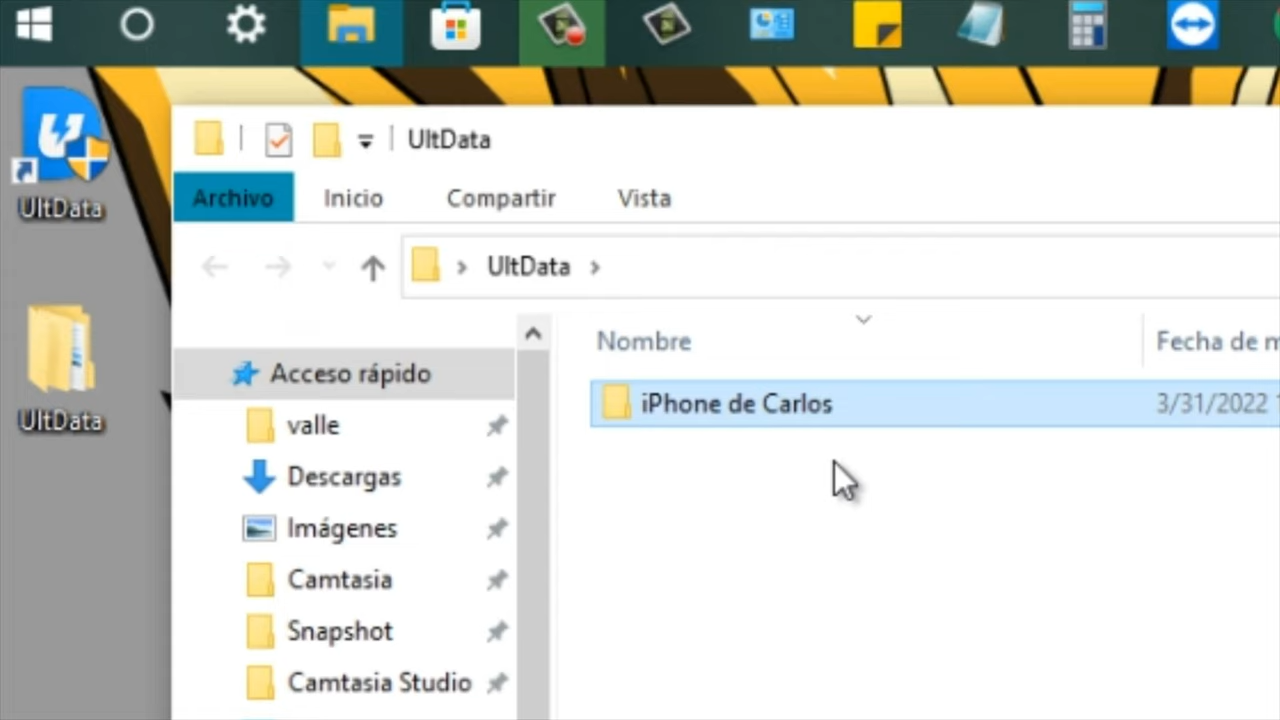 UltData
UltData
UltData
Archivo Inicio Compartir Vista
UltData
Nombre Fecha de m
Acceso rápido
iPhone de Carlos 3/31/2022
valle
Descargas
Imágenes
Camtasia
Snapshot
Camtasia Studio